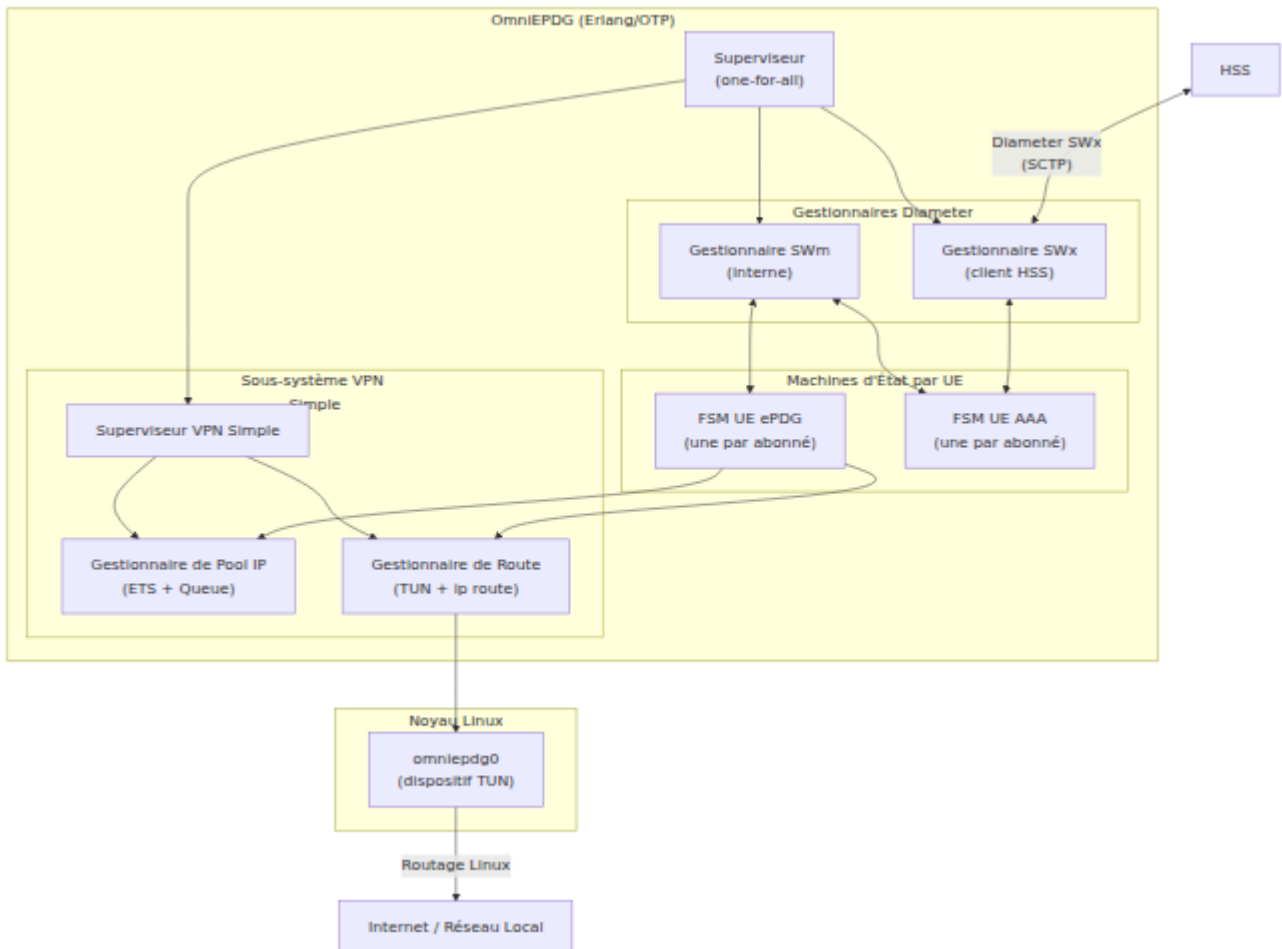 OmniEPDG (Erlang/OTP)
Superviseur
(one-for-all)
HSS
Diameter SWx
(SCTP)
Gestionnaires Diameter
Gestionnaire SWm
(interne)
Gestionnaire SWx
(client HSS)
Sous-système VPN
Simple
Machines d'État par UE
Superviseur VPN Simple
FSM UE ePDG
(une par abonné)
FSM UE AAA
(une par abonné)
Gestionnaire de Pool IP
(ETS + Queue)
Gestionnaire de Route
(TUN + ip route)
Noyau Linux
omniepdg0
(dispositif TUN)
Routage Linux
Internet / Réseau Local